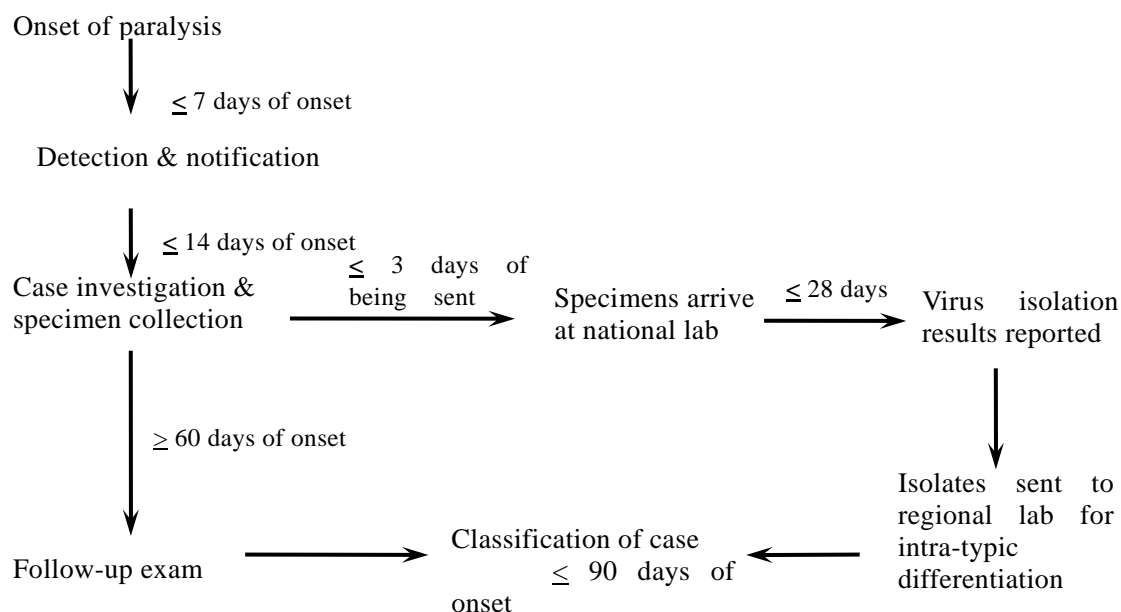 Onset of paralysis
≤ 7 days of onset
Detection & notification
≤ 14 days of onset
Case investigation &
specimen collection
≤ 3 days of
being sent
Specimens arrive
at national lab
≤ 28 days
Virus isolation
results reported
≥ 60 days of onset
Isolates sent to
regional lab for
intra-typic
differentiation
Follow-up exam
Classification of case
≤ 90 days of
onset